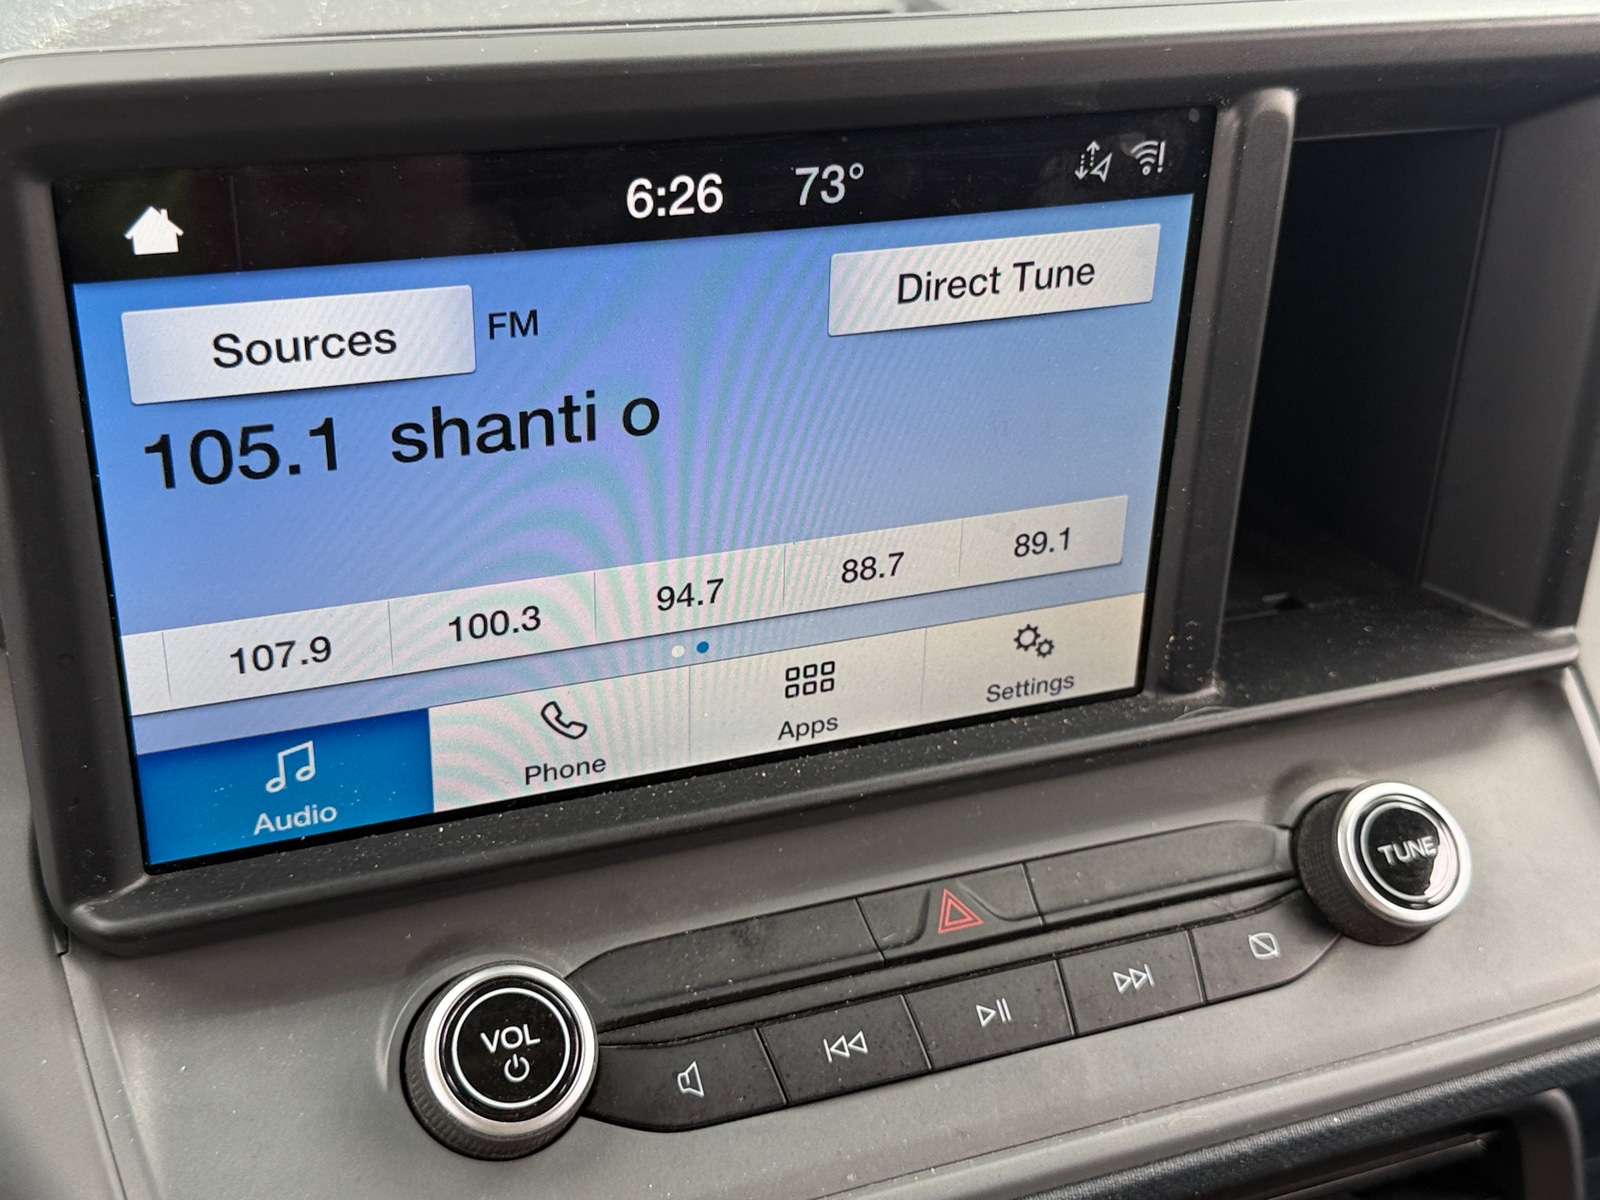 6:26 73°
Sources FM Direct Tune
105.1 shanti o
107.9 100.3 94.7 88.7 89.1
Audio Phone Apps Settings
TUNE
VOL